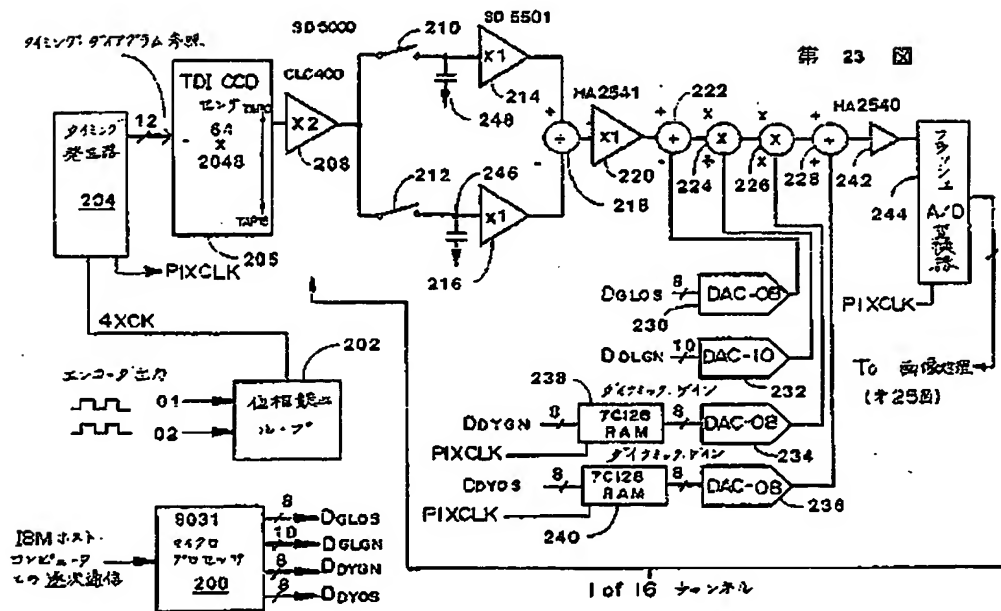 第 23 図
タイミング・ダイアグラム参照
SD5000
210
SD5501
X1
214
248
TDI CCD
センサ
64
X
2048
TAPO
TAPC
205
12
タイミング
発生器
204
PIXCLK
CLC400
X2
208
212
246
X1
216
+
÷
-
218
HA2541
X1
220
222
224
226
228
HA2540
242
244
フラッシュ
A/D
変換器
PIXCLK
To 画像処理
(オ25図)
4XCK
202
エンコーダ出力
01
02
ループ
DGLOS
8
DAC-08
230
DDLGN
10
DAC-10
232
238
ダイナミック・ゲイン
DDYGN
8
7C128
RAM
8
DAC-08
234
PIXCLK
ダイナミック・ゲイン
DDYOS
8
7C128
RAM
8
DAC-08
236
PIXCLK
240
IBMホスト・
コンピュータ
との逐次通信
8031
マイクロ
プロセッサ
200
8
DGLOS
10
DGLGN
8
DDYGN
8
DDYOS
1 of 16 チャンネル